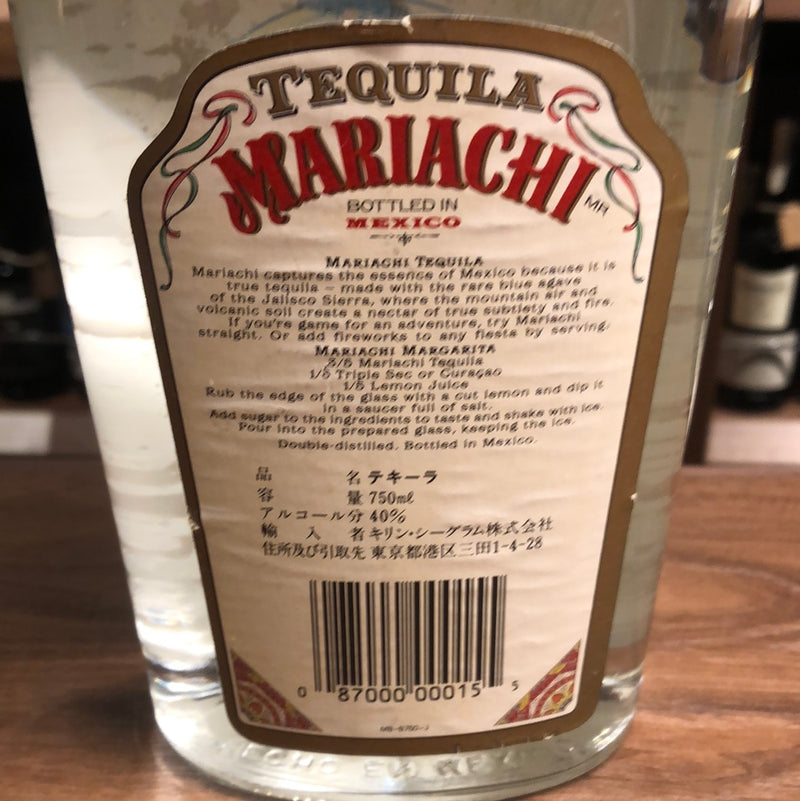 TEQUILA
MARIACHI MR
BOTTLED IN
MEXICO
MARIACHI TEQUILA
Mariachi captures the essence of Mexico because it is
true tequila – made with the rare blue agave
of the Jalisco Sierra, where the mountain air and
volcanic soil create a nectar of true subtlety and fire.
If you're game for an adventure, try Mariachi
straight. Or add fireworks to any fiesta by serving:
MARIACHI MARGARITA
3/5 Mariachi Tequila
1/5 Triple Sec or Curaçao
1/5 Lemon Juice
Rub the edge of the glass with a cut lemon and dip it
in a saucer full of salt.
Add sugar to the ingredients to taste and shake with ice.
Pour into the prepared glass, keeping the ice.
Double-distilled. Bottled in Mexico.
品 名 テキーラ
容 量 750mℓ
アルコール分 40%
輸 入 者 キリン・シーグラム株式会社
住所及び引取先 東京都港区三田1-4-28
0 87000 00015 5
MB-8750-J
HECHO EN MEXICO